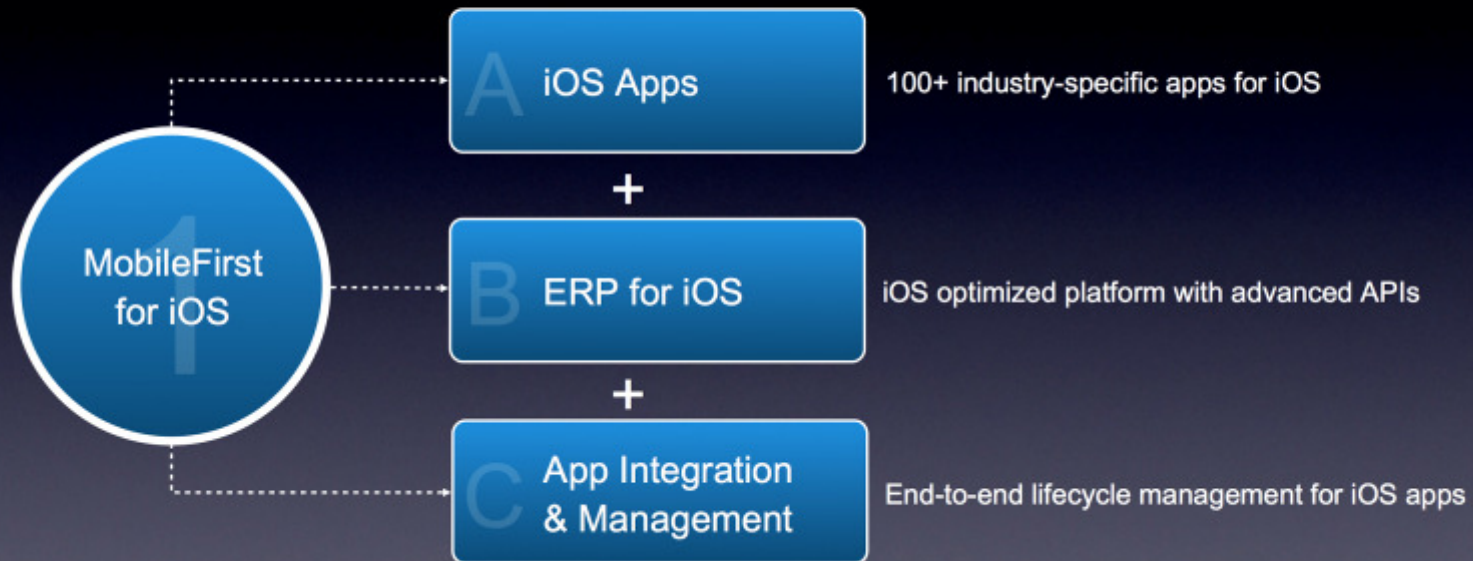 A
iOS Apps
100+ industry-specific apps for iOS
+
1
MobileFirst
for iOS
B
ERP for iOS
iOS optimized platform with advanced APIs
+
C
App Integration
& Management
End-to-end lifecycle management for iOS apps